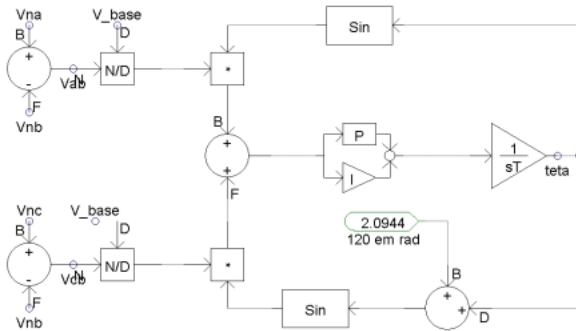 Vna
V_base
B
D
Sin
+
N/D
*
-
Vab
N
F
Vnb
B
P
+
+
I
1
sT
teta
F
Vnc
V_base
2.0944
120 em rad
B
D
+
N/D
*
-
Vcb
N
B
F
Sin
+
+
D
Vnb